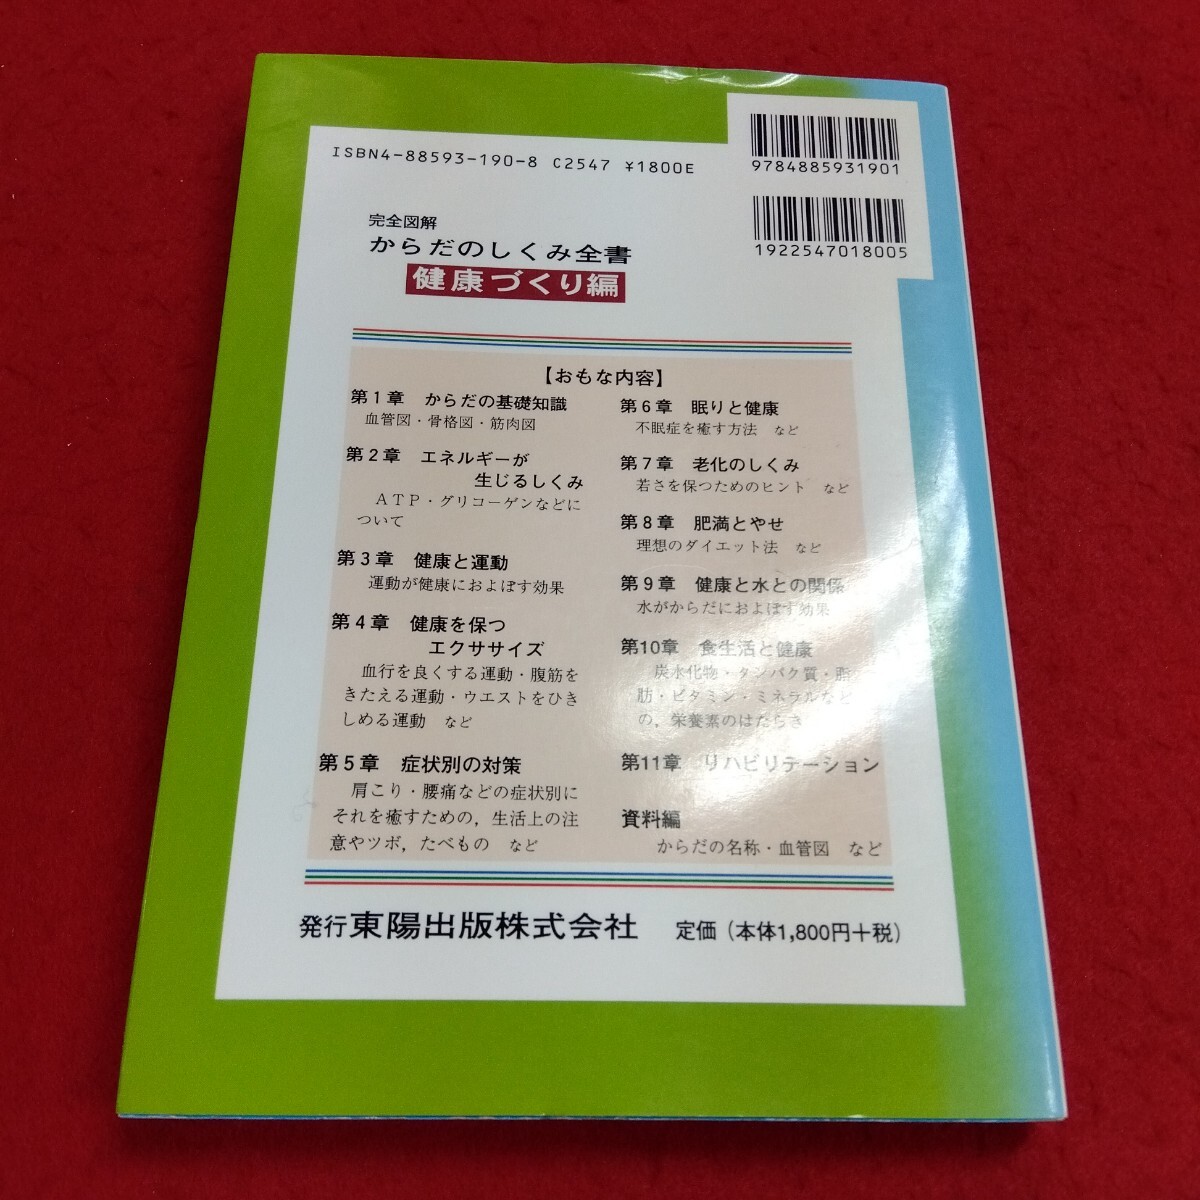 ISBN4-88593-190-8 C2547 ¥1800E
9784885931901
1922547018005
完全図解
からだのしくみ全書
健康づくり編
【おもな内容】
第1章 からだの基礎知識
血管図・骨格図・筋肉図
第2章 エネルギーが
生じるしくみ
ATP・グリコーゲンなどに
ついて
第3章 健康と運動
運動が健康におよぼす効果
第4章 健康を保つ
エクササイズ
血行を良くする運動・腹筋を
きたえる運動・ウエストをひき
しめる運動 など
第5章 症状別の対策
肩こり・腰痛などの症状別に
それを癒すための，生活上の注
意やツボ，たべもの など
第6章 眠りと健康
不眠症を癒す方法 など
第7章 老化のしくみ
若さを保つためのヒント など
第8章 肥満とやせ
理想のダイエット法 など
第9章 健康と水との関係
水がからだにおよぼす効果
第10章 食生活と健康
炭水化物・タンパク質・脂
肪・ビタミン・ミネラルなど
の，栄養素のはたらき
第11章 リハビリテーション
資料編
からだの名称・血管図 など
発行 東陽出版株式会社 定価（本体1,800円＋税）